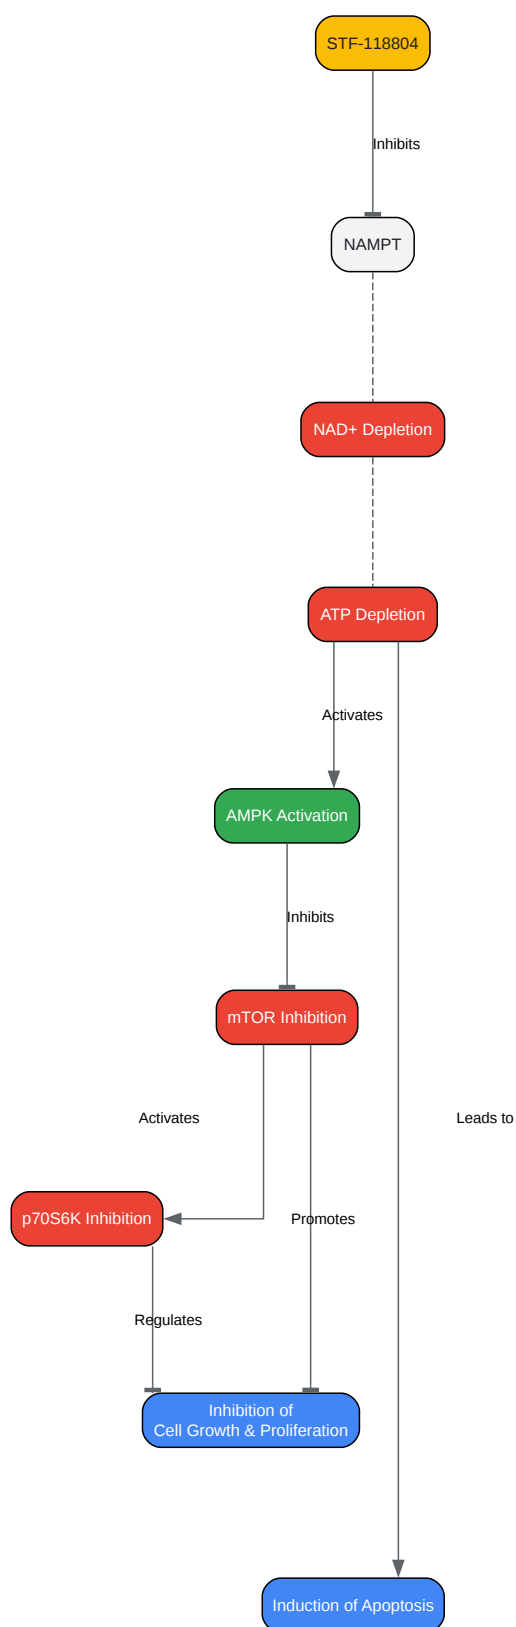 STF-118804
Inhibits
NAMPT
NAD+ Depletion
ATP Depletion
Activates
AMPK Activation
Inhibits
mTOR Inhibition
Activates
Leads to
p70S6K Inhibition
Promotes
Regulates
Inhibition of
Cell Growth & Proliferation
Induction of Apoptosis